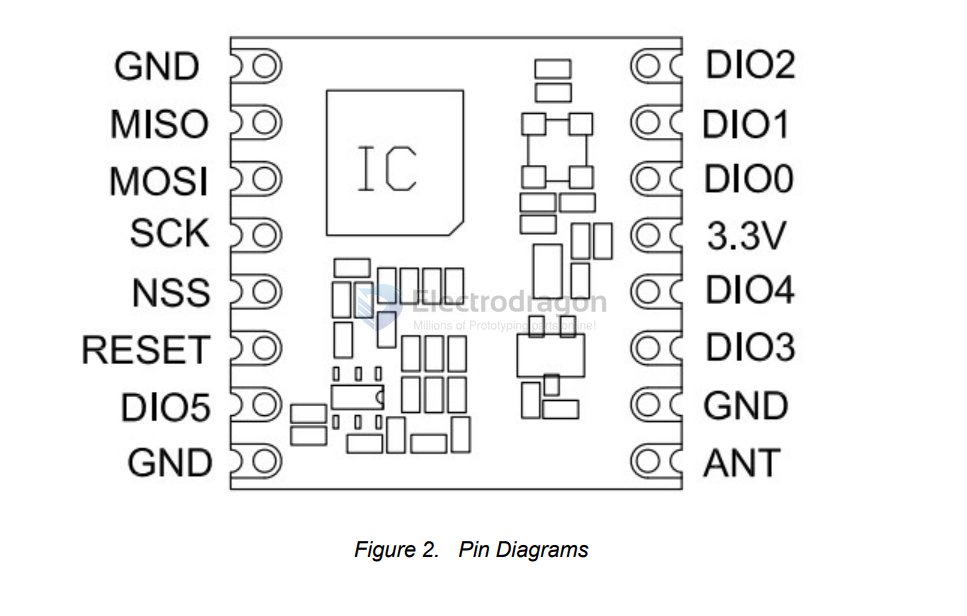 GND
MISO
MOSI
SCK
NSS
RESET
DIO5
GND
IC
Electrodragon
Millions of Prototyping parts online!
DIO2
DIO1
DIO0
3.3V
DIO4
DIO3
GND
ANT
Figure 2. Pin Diagrams